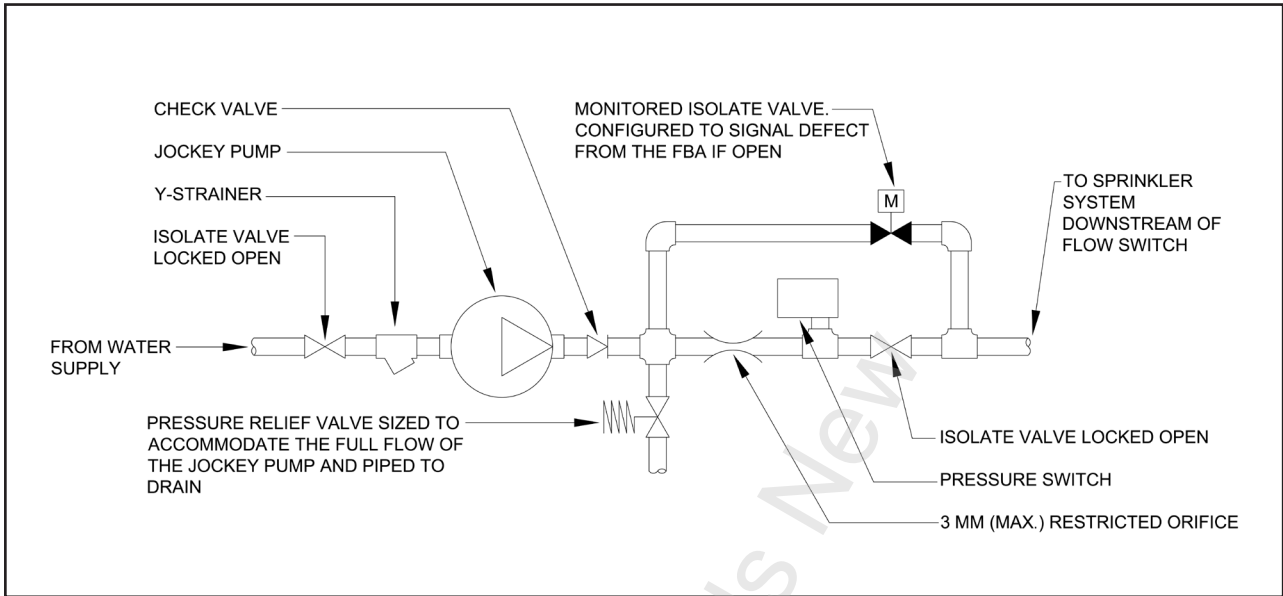 CHECK VALVE
JOCKEY PUMP
Y-STRAINER
ISOLATE VALVE
LOCKED OPEN
FROM WATER
SUPPLY
PRESSURE RELIEF VALVE SIZED TO
ACCOMMODATE THE FULL FLOW OF
THE JOCKEY PUMP AND PIPED TO
DRAIN
MONITORED ISOLATE VALVE.
CONFIGURED TO SIGNAL DEFECT
FROM THE FBA IF OPEN
M
TO SPRINKLER
SYSTEM
DOWNSTREAM OF
FLOW SWITCH
ISOLATE VALVE LOCKED OPEN
PRESSURE SWITCH
3 MM (MAX.) RESTRICTED ORIFICE
New